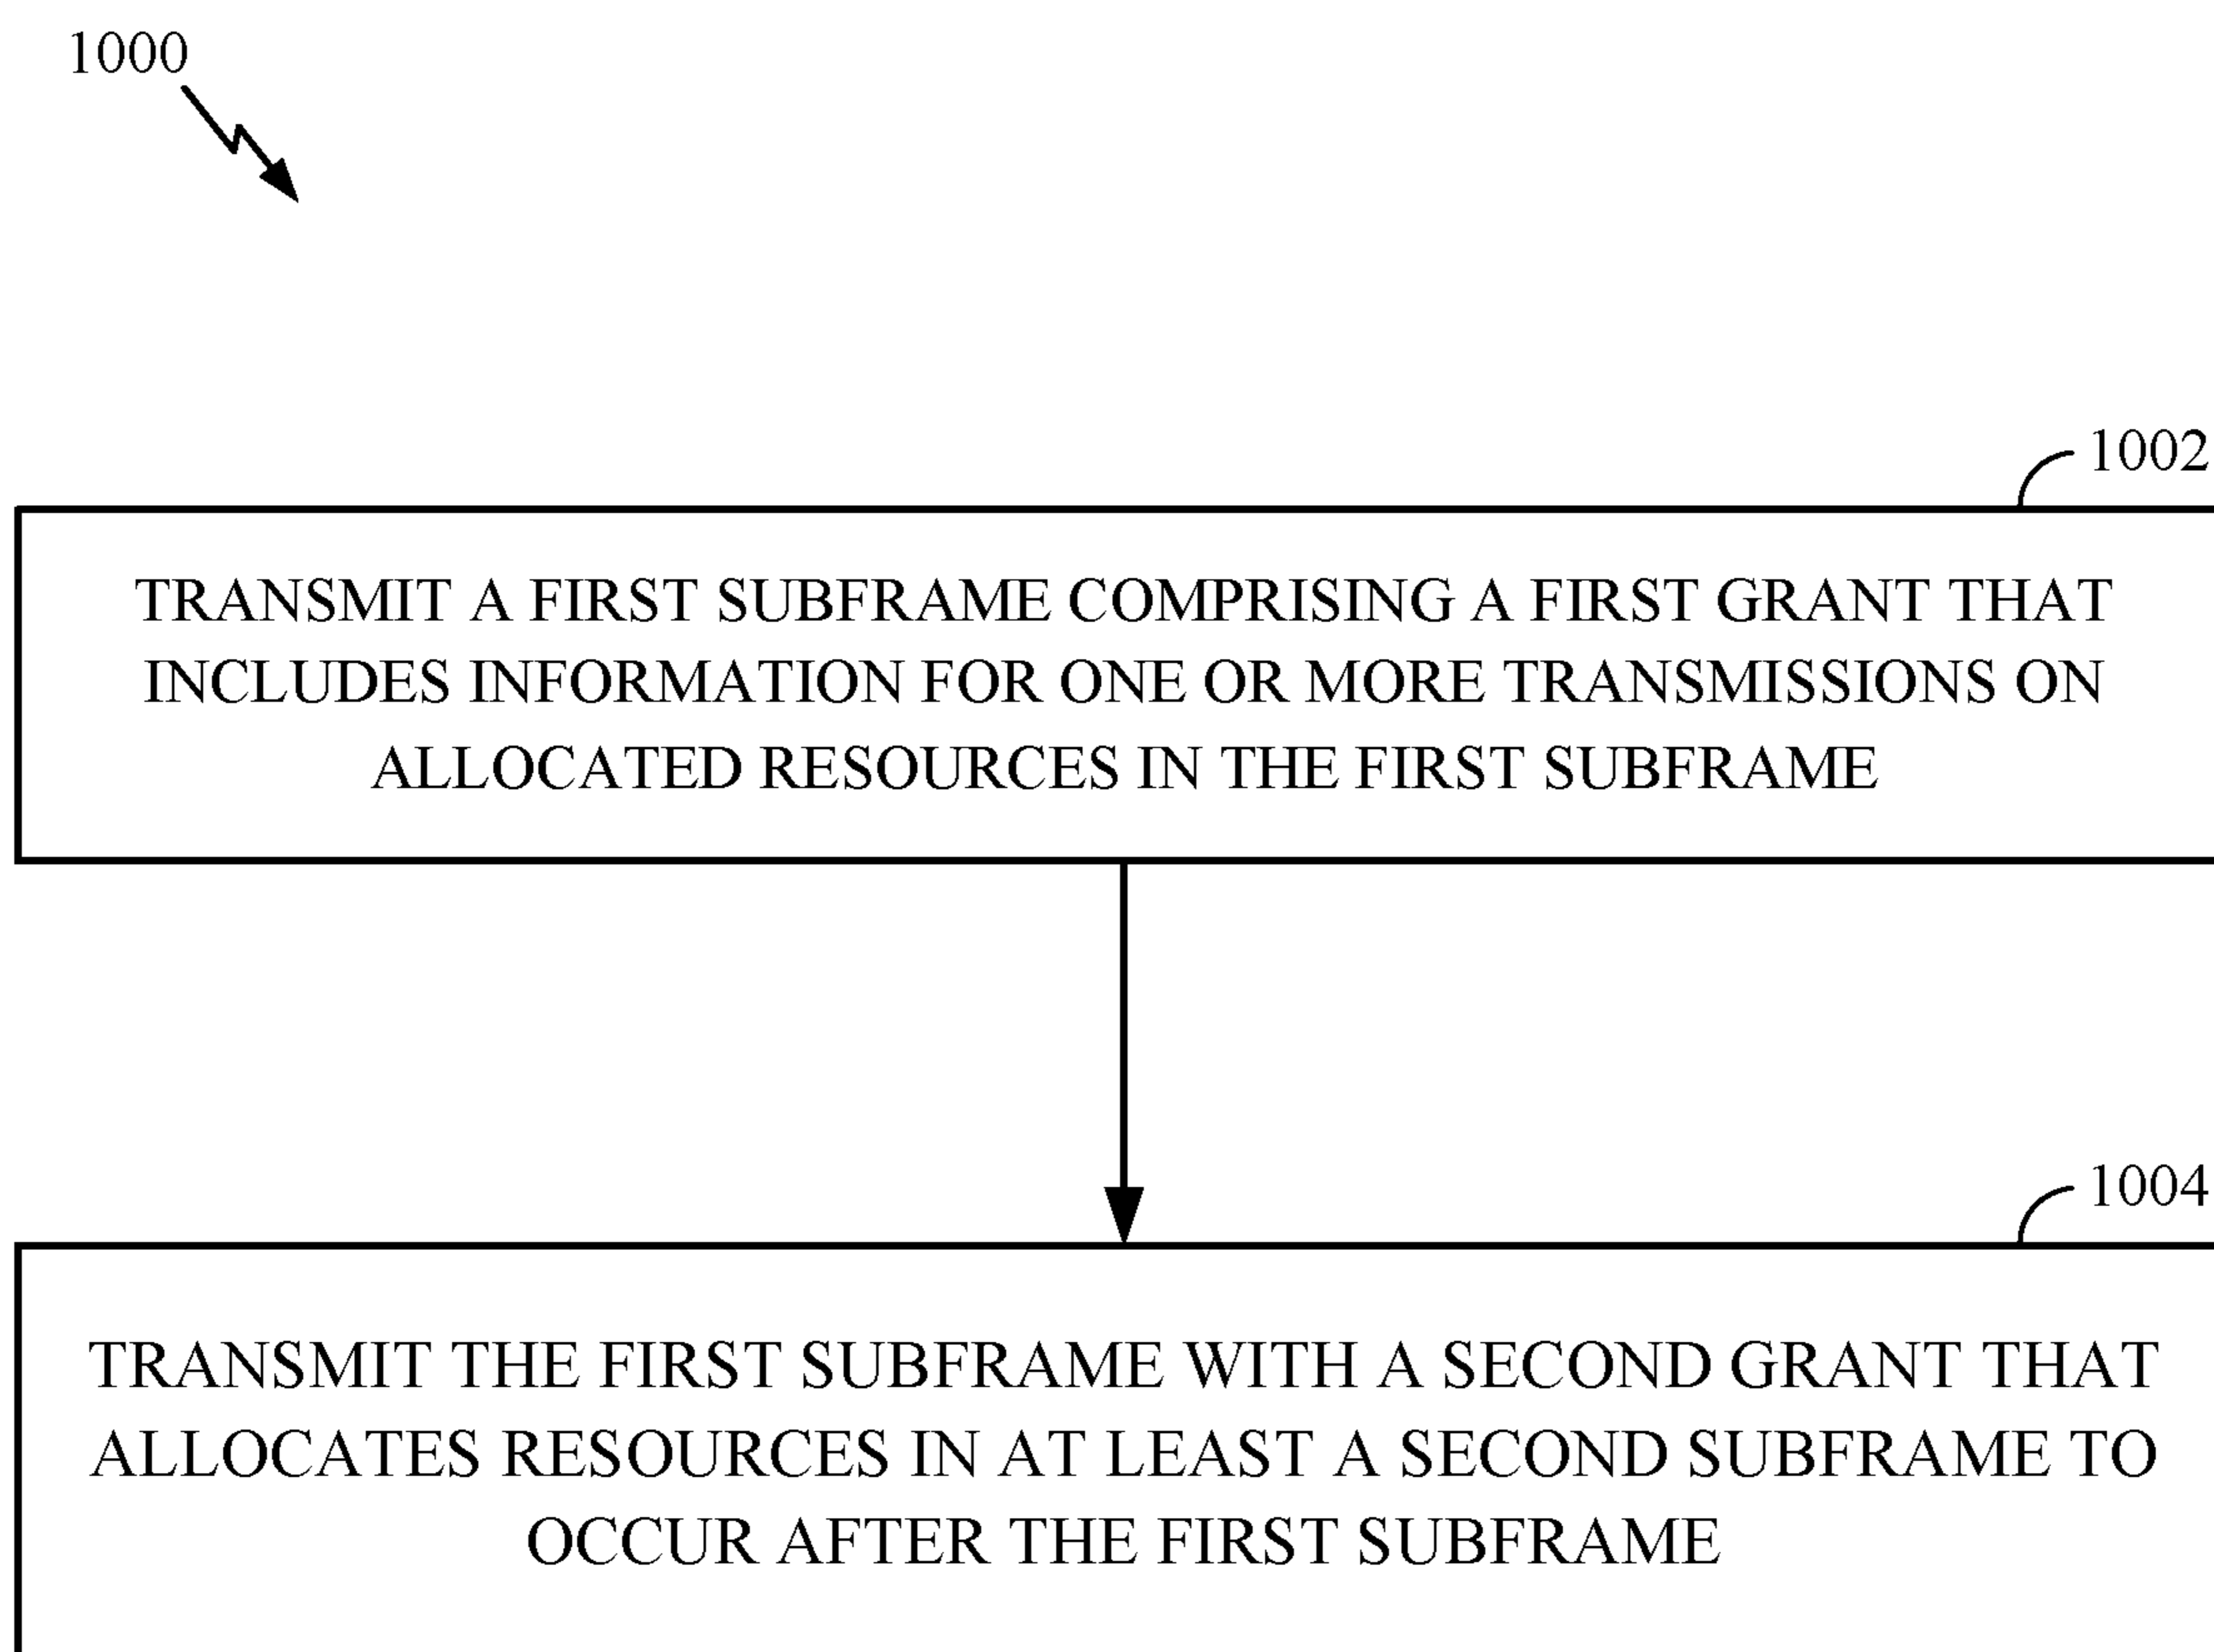 1000
1002
TRANSMIT A FIRST SUBFRAME COMPRISING A FIRST GRANT THAT
INCLUDES INFORMATION FOR ONE OR MORE TRANSMISSIONS ON
ALLOCATED RESOURCES IN THE FIRST SUBFRAME
1004
TRANSMIT THE FIRST SUBFRAME WITH A SECOND GRANT THAT
ALLOCATES RESOURCES IN AT LEAST A SECOND SUBFRAME TO
OCCUR AFTER THE FIRST SUBFRAME